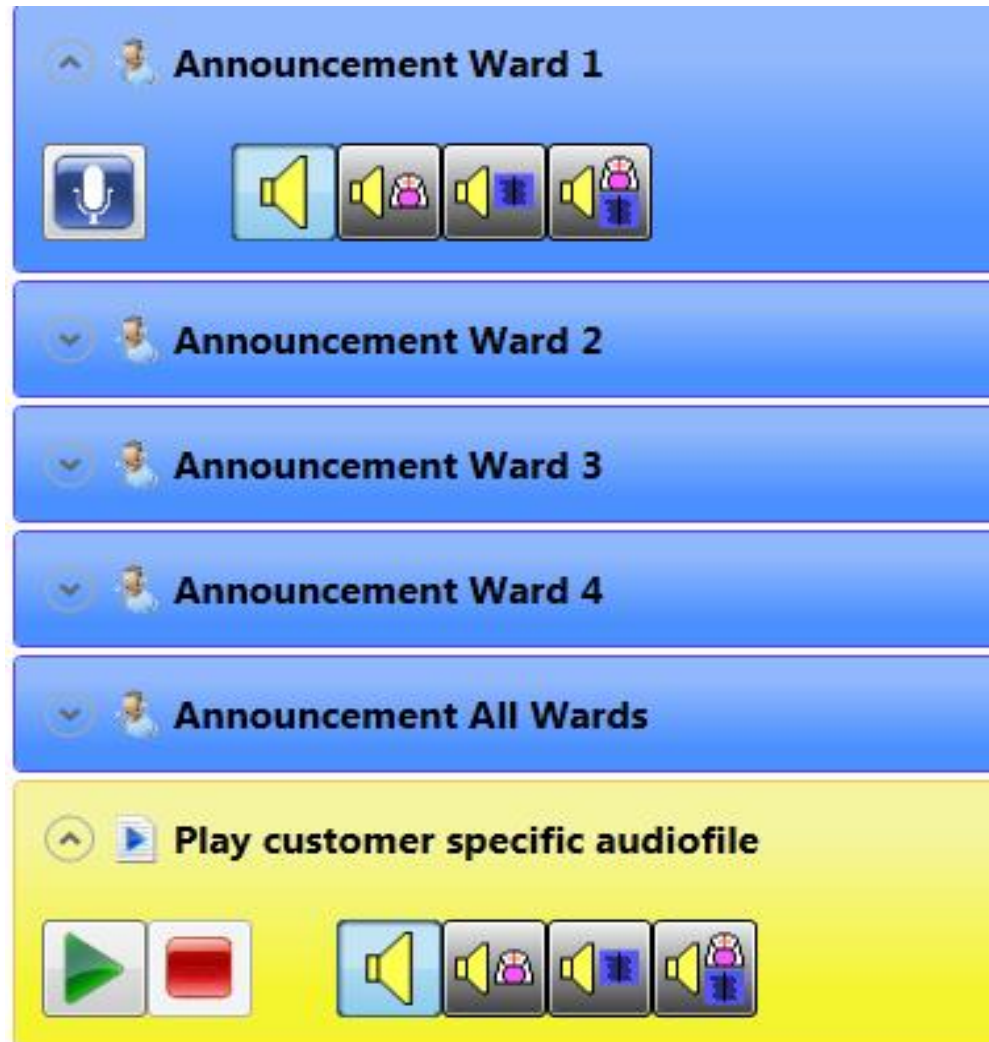 Announcement Ward 1
Announcement Ward 2
Announcement Ward 3
Announcement Ward 4
Announcement All Wards
Play customer specific audiofile